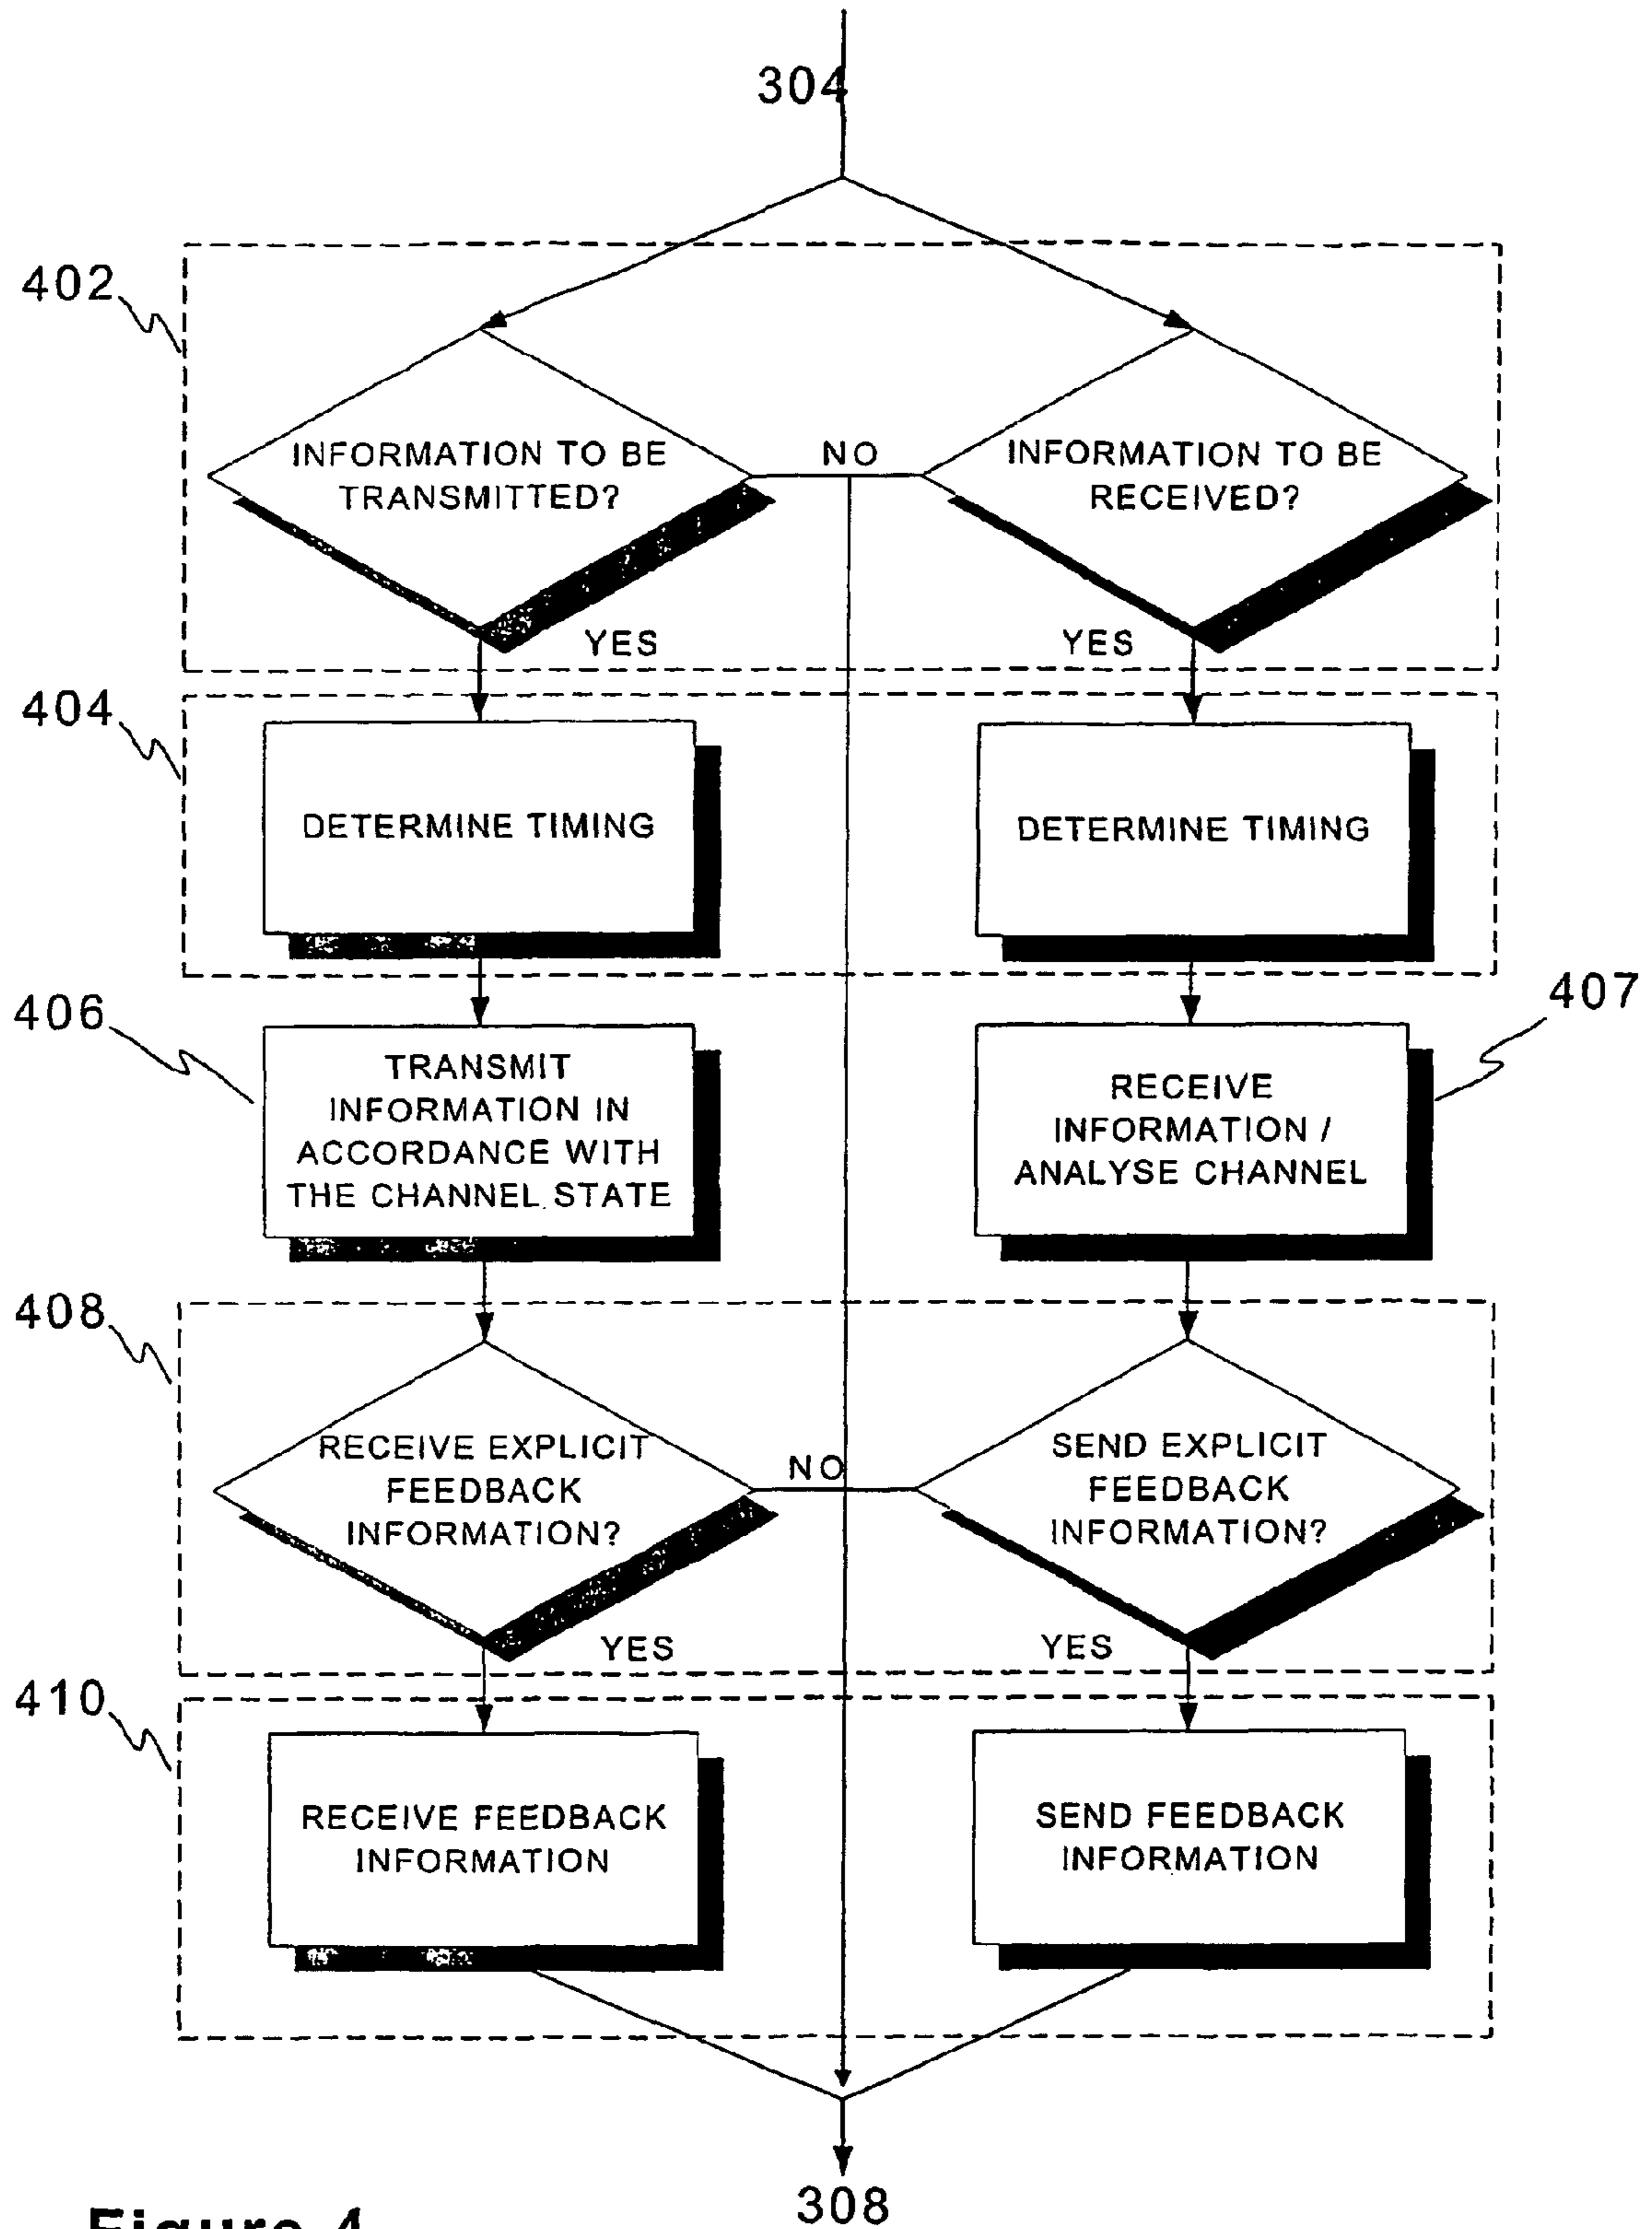 304
402
INFORMATION TO BE
TRANSMITTED?
NO
INFORMATION TO BE
RECEIVED?
YES
YES
404
DETERMINE TIMING
DETERMINE TIMING
406
TRANSMIT
INFORMATION IN
ACCORDANCE WITH
THE CHANNEL STATE
407
RECEIVE
INFORMATION /
ANALYSE CHANNEL
408
RECEIVE EXPLICIT
FEEDBACK
INFORMATION?
NO
SEND EXPLICIT
FEEDBACK
INFORMATION?
YES
YES
410
RECEIVE FEEDBACK
INFORMATION
SEND FEEDBACK
INFORMATION
308
Figure 4